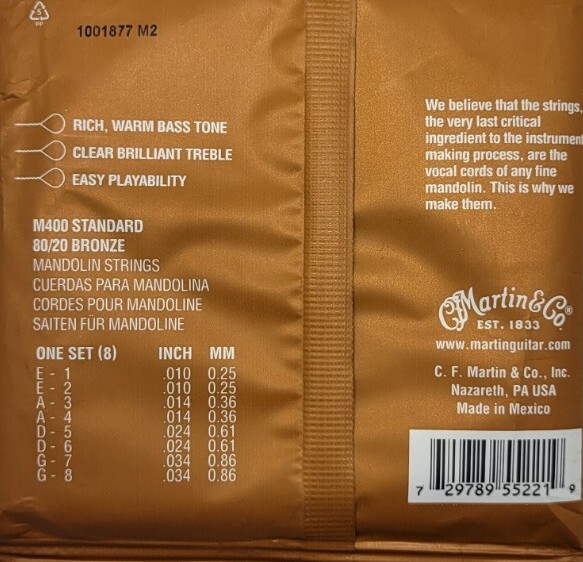 5
PP
1001877 M2
RICH, WARM BASS TONE
CLEAR BRILLIANT TREBLE
EASY PLAYABILITY
M400 STANDARD
80/20 BRONZE
MANDOLIN STRINGS
CUERDAS PARA MANDOLINA
CORDES POUR MANDOLINE
SAITEN FÜR MANDOLINE
ONE SET (8) INCH MM
E - 1 .010 0.25
E - 2 .010 0.25
A - 3 .014 0.36
A - 4 .014 0.36
D - 5 .024 0.61
D - 6 .024 0.61
G - 7 .034 0.86
G - 8 .034 0.86
We believe that the strings,
the very last critical
ingredient to the instrument
making process, are the
vocal cords of any fine
mandolin. This is why we
make them.
CF Martin & Co.®
EST. 1833
www.martinguitar.com
C. F. Martin & Co., Inc.
Nazareth, PA USA
Made in Mexico
7 29789 55221 9